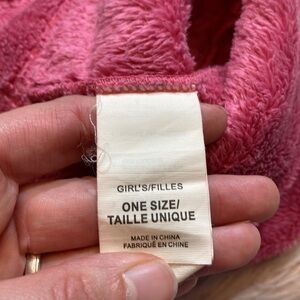 GIRL'S/FILLES
ONE SIZE/
TAILLE UNIQUE
MADE IN CHINA
FABRIQUÉ EN CHINE